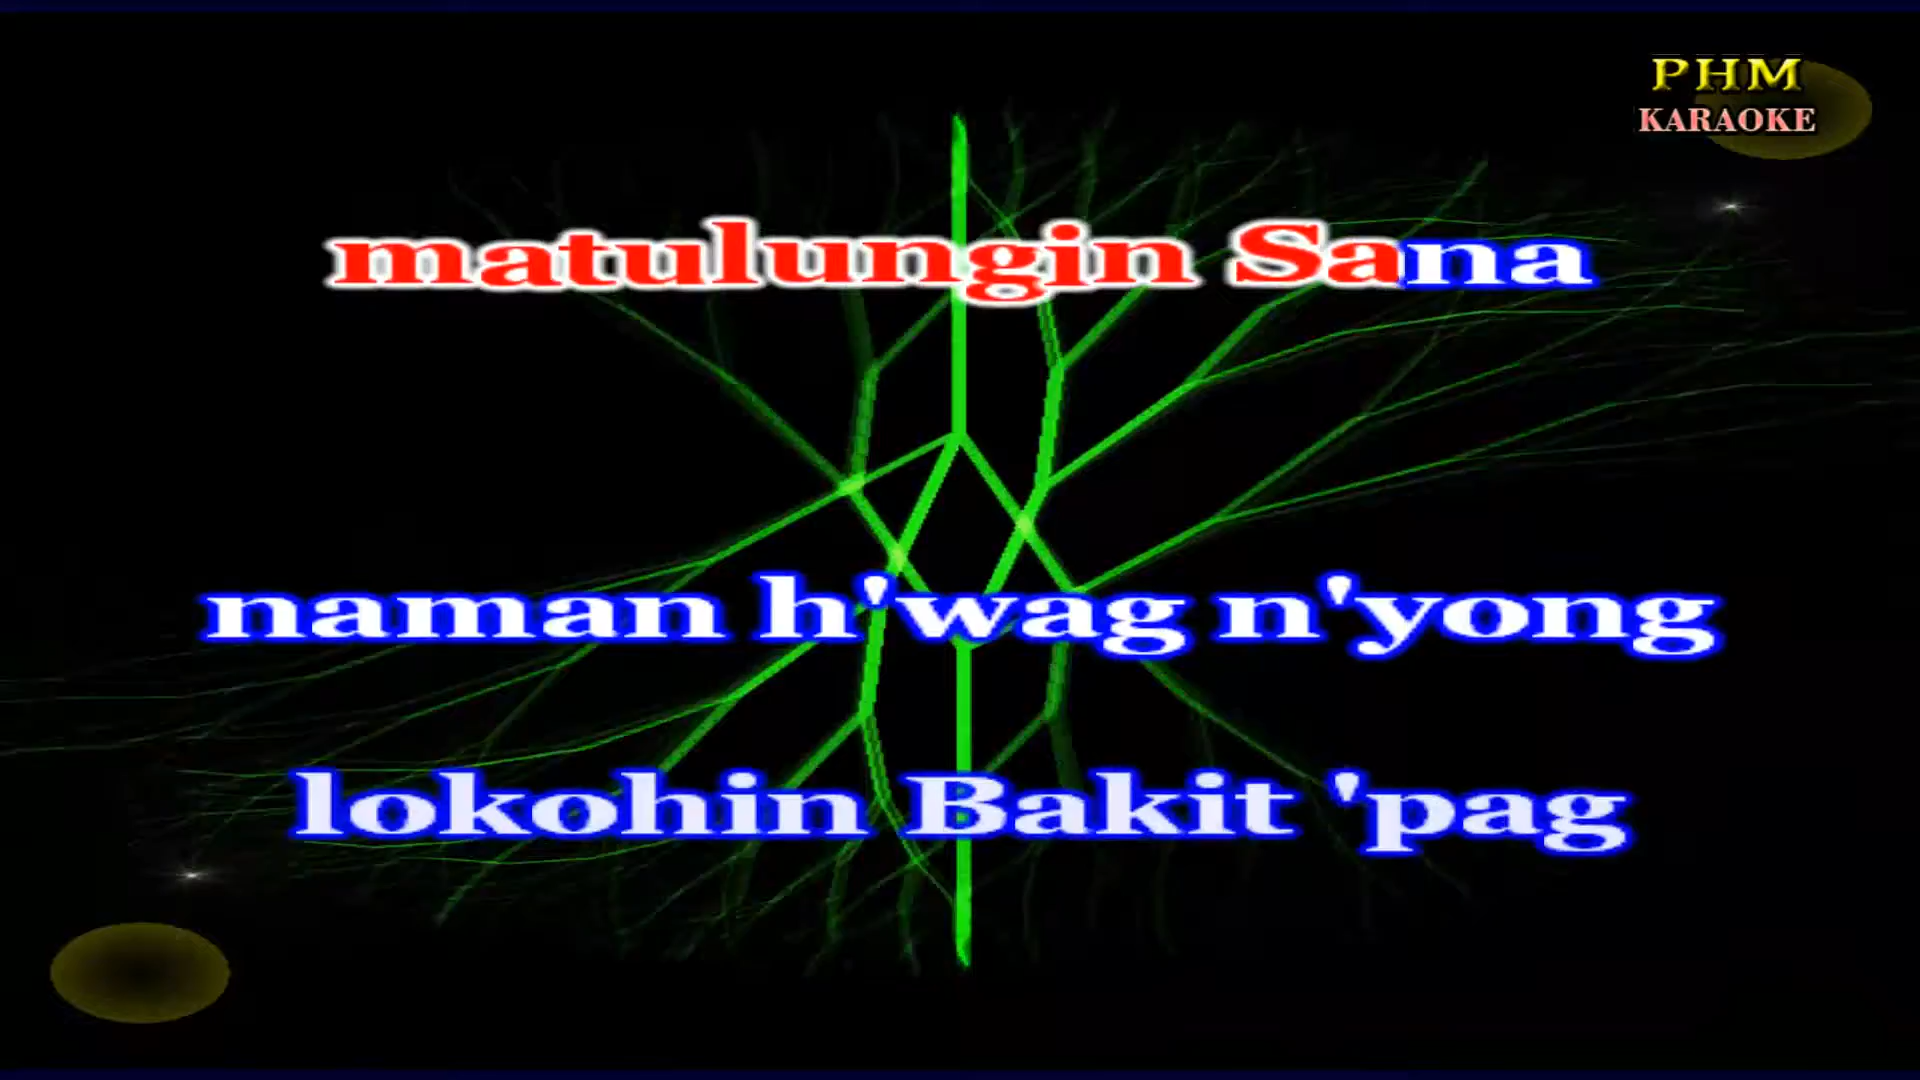 PHM
KARAOKE
matulungin Sana
naman h'wag n'yong
lokohin Bakit 'pag